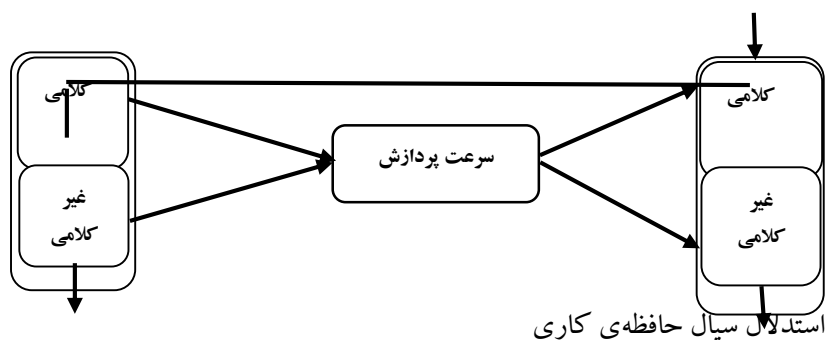 کلامی
غیر
کلامی
سرعت پردازش
کلامی
غیر
کلامی
استدلال سیال حافظه‌ی کاری